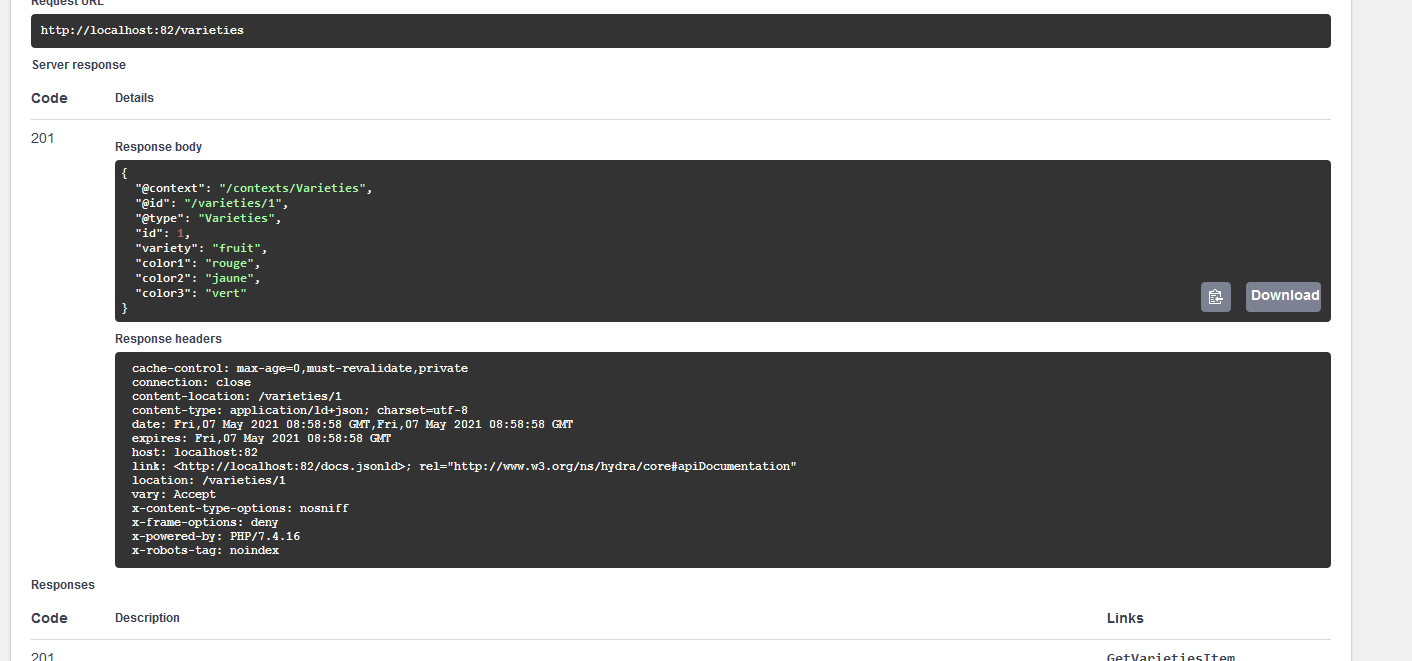 Request URL
http://localhost:82/varieties
Server response
Code Details
201
Response body
{
"@context": "/contexts/Varieties",
"@id": "/varieties/1",
"@type": "Varieties",
"id": 1,
"variety": "fruit",
"color1": "rouge",
"color2": "jaune",
"color3": "vert"
}
Download
Response headers
cache-control: max-age=0,must-revalidate,private
connection: close
content-location: /varieties/1
content-type: application/ld+json; charset=utf-8
date: Fri,07 May 2021 08:58:58 GMT,Fri,07 May 2021 08:58:58 GMT
expires: Fri,07 May 2021 08:58:58 GMT
host: localhost:82
link: <http://localhost:82/docs.jsonld>; rel="http://www.w3.org/ns/hydra/core#apiDocumentation"
location: /varieties/1
vary: Accept
x-content-type-options: nosniff
x-frame-options: deny
x-powered-by: PHP/7.4.16
x-robots-tag: noindex
Responses
Code Description Links
201 GetVarietiesItem